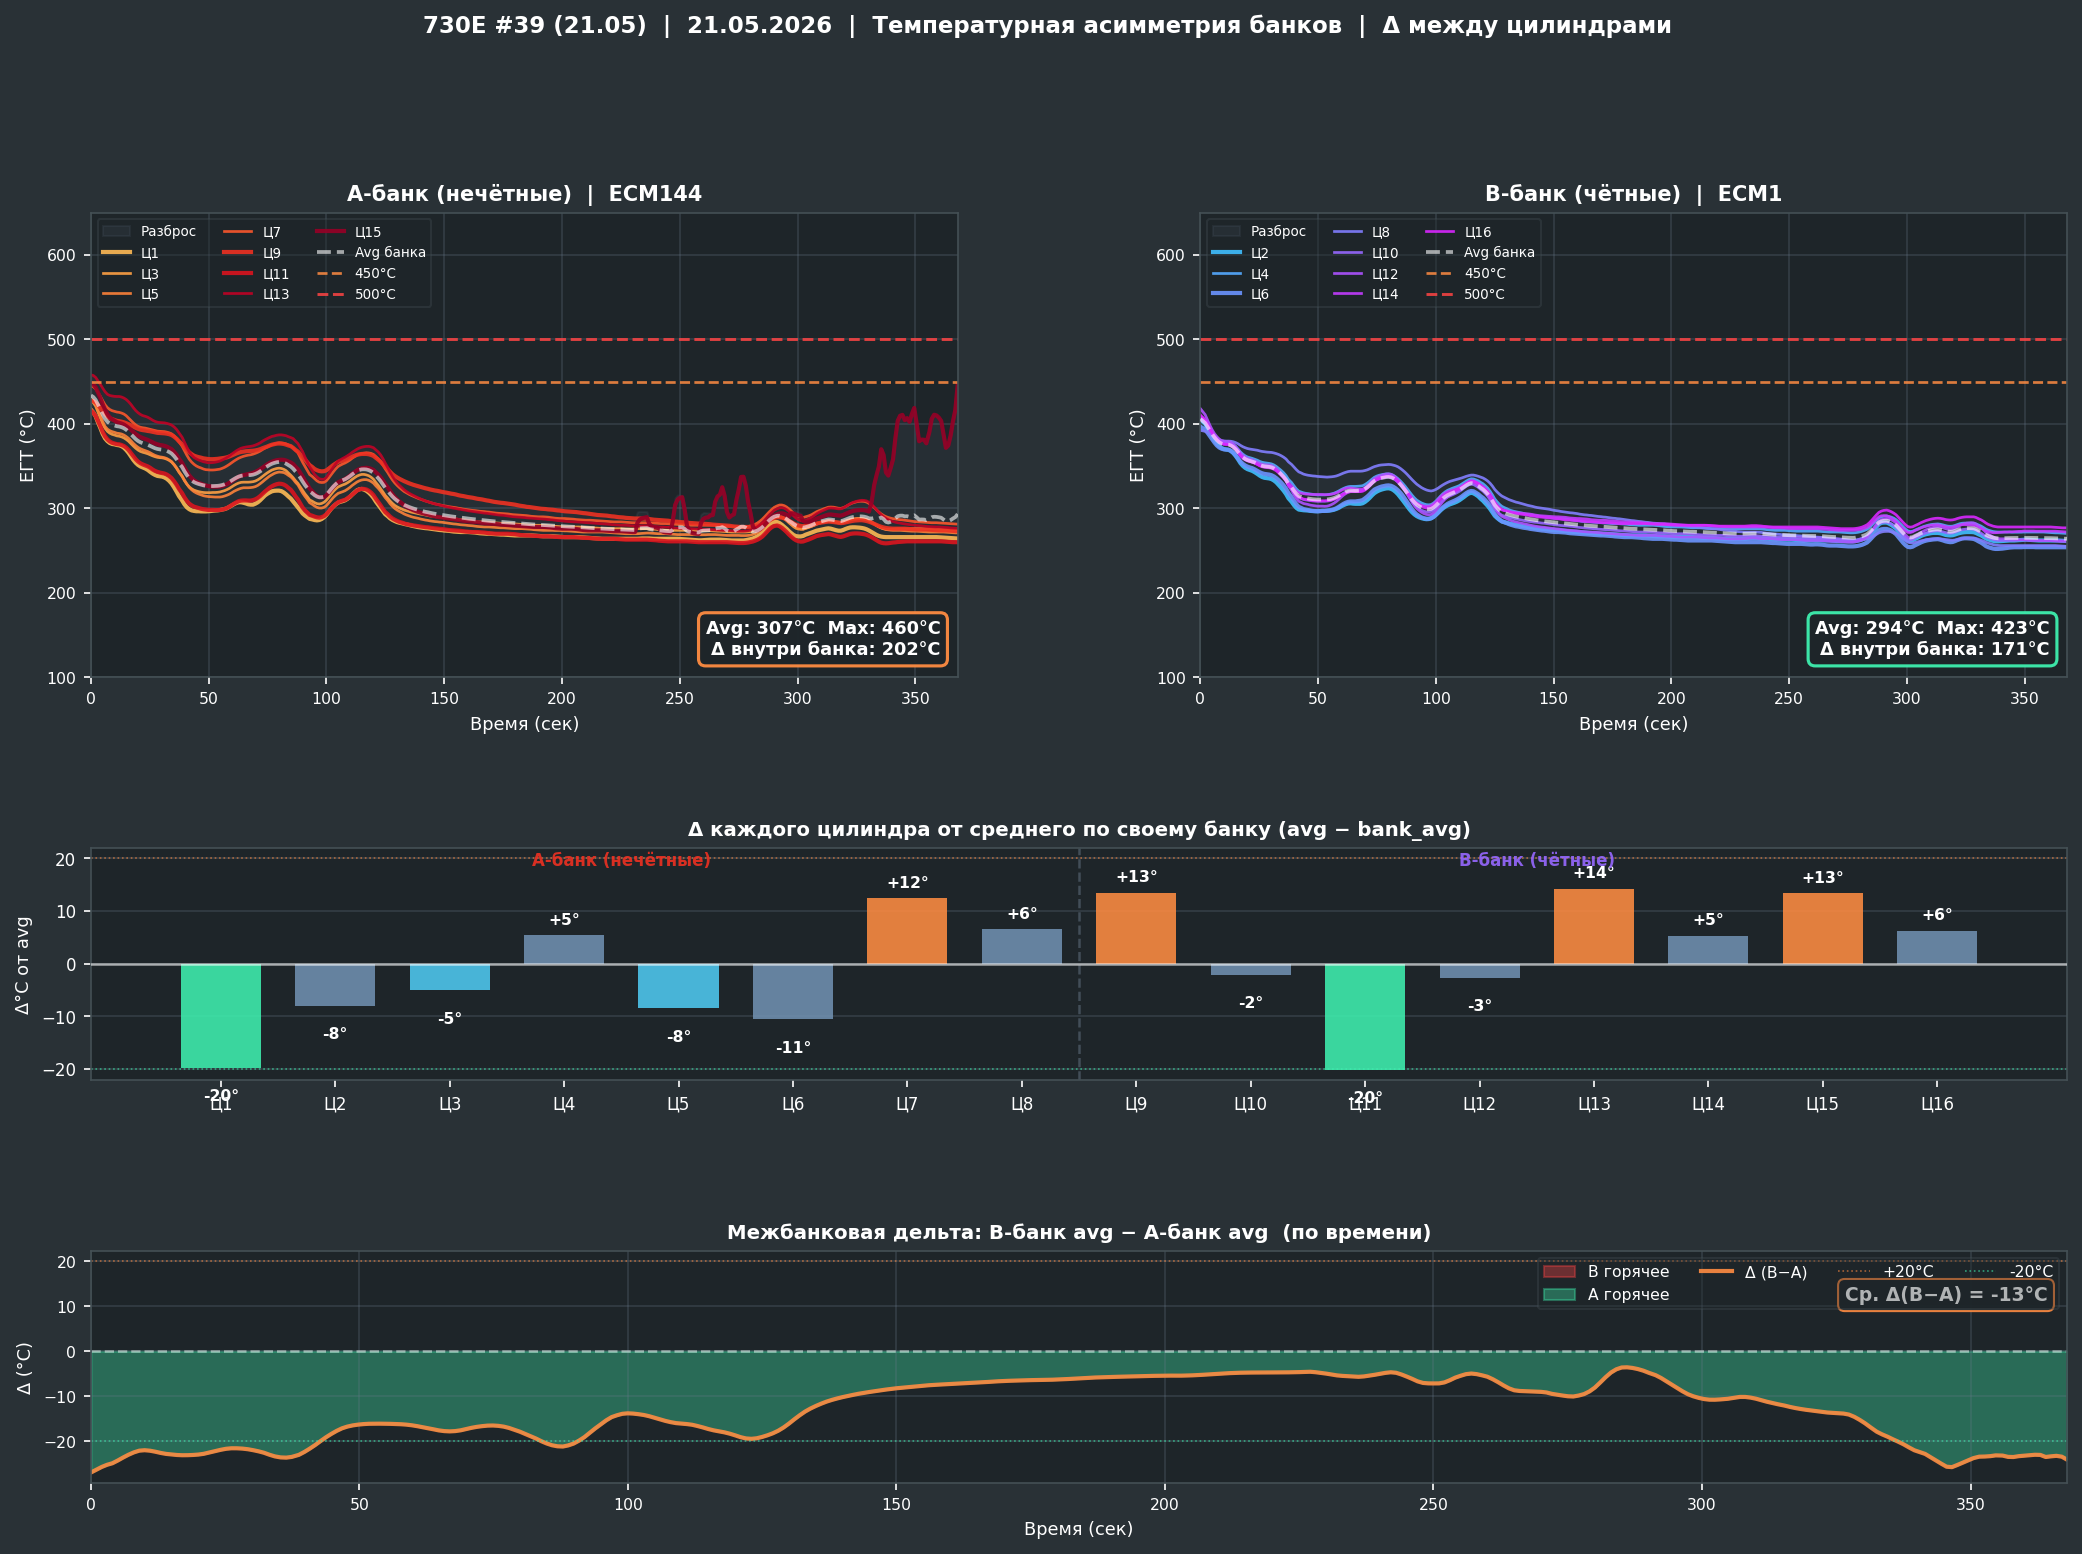 730E #39 (21.05)  |  21.05.2026  |  Температурная асимметрия банков  |  Δ между цилиндрами
А-банк (нечётные)  |  ECM144
Разброс
Ц1
Ц3
Ц5
Ц7
Ц9
Ц11
Ц13
Ц15
Avg банка
450°C
500°C
ЕГТ (°C)
600
500
400
300
200
100
Avg: 307°C  Max: 460°C
Δ внутри банка: 202°C
0 50 100 150 200 250 300 350
Время (сек)
В-банк (чётные)  |  ECM1
Разброс
Ц2
Ц4
Ц6
Ц8
Ц10
Ц12
Ц14
Ц16
Avg банка
450°C
500°C
ЕГТ (°C)
600
500
400
300
200
100
Avg: 294°C  Max: 423°C
Δ внутри банка: 171°C
0 50 100 150 200 250 300 350
Время (сек)
Δ каждого цилиндра от среднего по своему банку (avg − bank_avg)
А-банк (нечётные)
В-банк (чётные)
Δ°C от avg
20
10
0
−10
−20
-20° -8° -5° +5° -8° -11° +12° +6° +13° -2° -20° -3° +14° +5° +13° +6°
Ц1 Ц2 Ц3 Ц4 Ц5 Ц6 Ц7 Ц8 Ц9 Ц10 Ц11 Ц12 Ц13 Ц14 Ц15 Ц16
Межбанковая дельта: В-банк avg − А-банк avg  (по времени)
В горячее
А горячее
Δ (В−А)
+20°C
-20°C
Ср. Δ(В−А) = -13°C
Δ (°C)
20
10
0
−10
−20
0 50 100 150 200 250 300 350
Время (сек)